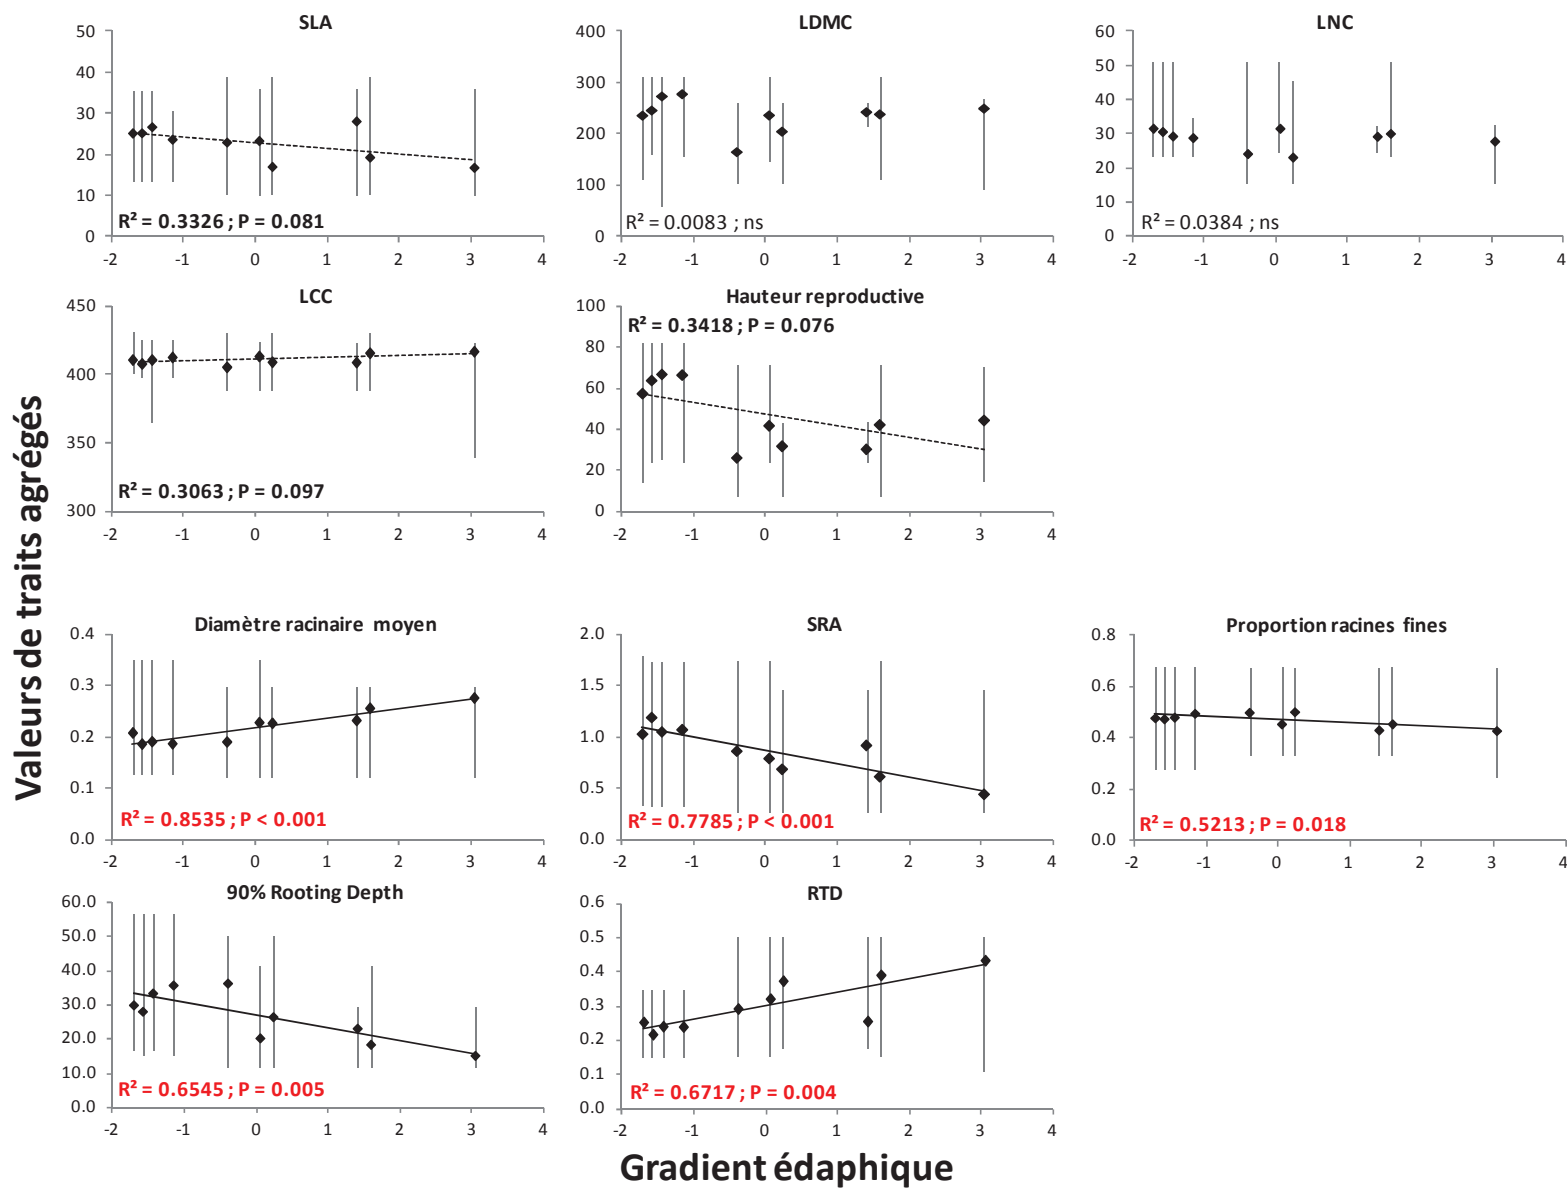 Valeurs de traits agrégés
SLA
50
40
30
20
10
0
R² = 0.3326 ; P = 0.081
-2 -1 0 1 2 3 4
LDMC
400
300
200
100
0
R² = 0.0083 ; ns
-2 -1 0 1 2 3 4
LNC
60
50
40
30
20
10
0
R² = 0.0384 ; ns
-2 -1 0 1 2 3 4
LCC
450
400
350
300
R² = 0.3063 ; P = 0.097
-2 -1 0 1 2 3 4
Hauteur reproductive
100
80
60
40
20
0
R² = 0.3418 ; P = 0.076
-2 -1 0 1 2 3 4
Diamètre racinaire moyen
0.4
0.3
0.2
0.1
0.0
R² = 0.8535 ; P < 0.001
-2 -1 0 1 2 3 4
SRA
2.0
1.5
1.0
0.5
0.0
R² = 0.7785 ; P < 0.001
-2 -1 0 1 2 3 4
Proportion racines fines
0.8
0.6
0.4
0.2
0.0
R² = 0.5213 ; P = 0.018
-2 -1 0 1 2 3 4
90% Rooting Depth
60.0
50.0
40.0
30.0
20.0
10.0
0.0
R² = 0.6545 ; P = 0.005
-2 -1 0 1 2 3 4
RTD
0.6
0.5
0.4
0.3
0.2
0.1
0.0
R² = 0.6717 ; P = 0.004
-2 -1 0 1 2 3 4
Gradient édaphique